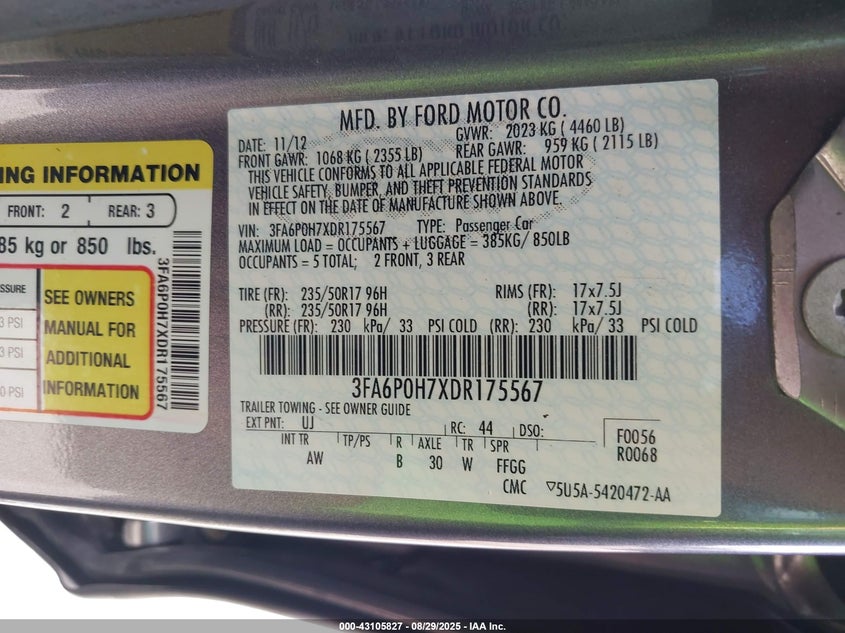 MFD. BY FORD MOTOR CO.
DATE: 11/12 GVWR: 2023 KG ( 4460 LB)
FRONT GAWR: 1068 KG ( 2355 LB) REAR GAWR: 959 KG ( 2115 LB)
THIS VEHICLE CONFORMS TO ALL APPLICABLE FEDERAL MOTOR
VEHICLE SAFETY, BUMPER, AND THEFT PREVENTION STANDARDS
IN EFFECT ON THE DATE OF MANUFACTURE SHOWN ABOVE.
VIN: 3FA6P0H7XDR175567 TYPE: Passenger Car
MAXIMUM LOAD = OCCUPANTS + LUGGAGE = 385KG/ 850LB
OCCUPANTS = 5 TOTAL; 2 FRONT, 3 REAR
TIRE (FR): 235/50R17 96H RIMS (FR): 17x7.5J
(RR): 235/50R17 96H (RR): 17x7.5J
PRESSURE (FR): 230 kPa/ 33 PSI COLD (RR): 230 kPa/ 33 PSI COLD
3FA6P0H7XDR175567
TRAILER TOWING - SEE OWNER GUIDE
EXT PNT: UJ RC: 44 DSO: F0056
INT TR TP/PS R AXLE TR SPR R0068
AW B 30 W FFGG
CMC ▽5U5A-5420472-AA
ING INFORMATION
FRONT: 2 REAR: 3
85 kg or 850 lbs.
SSURE SEE OWNERS
3 PSI MANUAL FOR
3 PSI ADDITIONAL
0 PSI INFORMATION
3FA6P0H7XDR175567
000-43105827 - 08/29/2025 - IAA Inc.